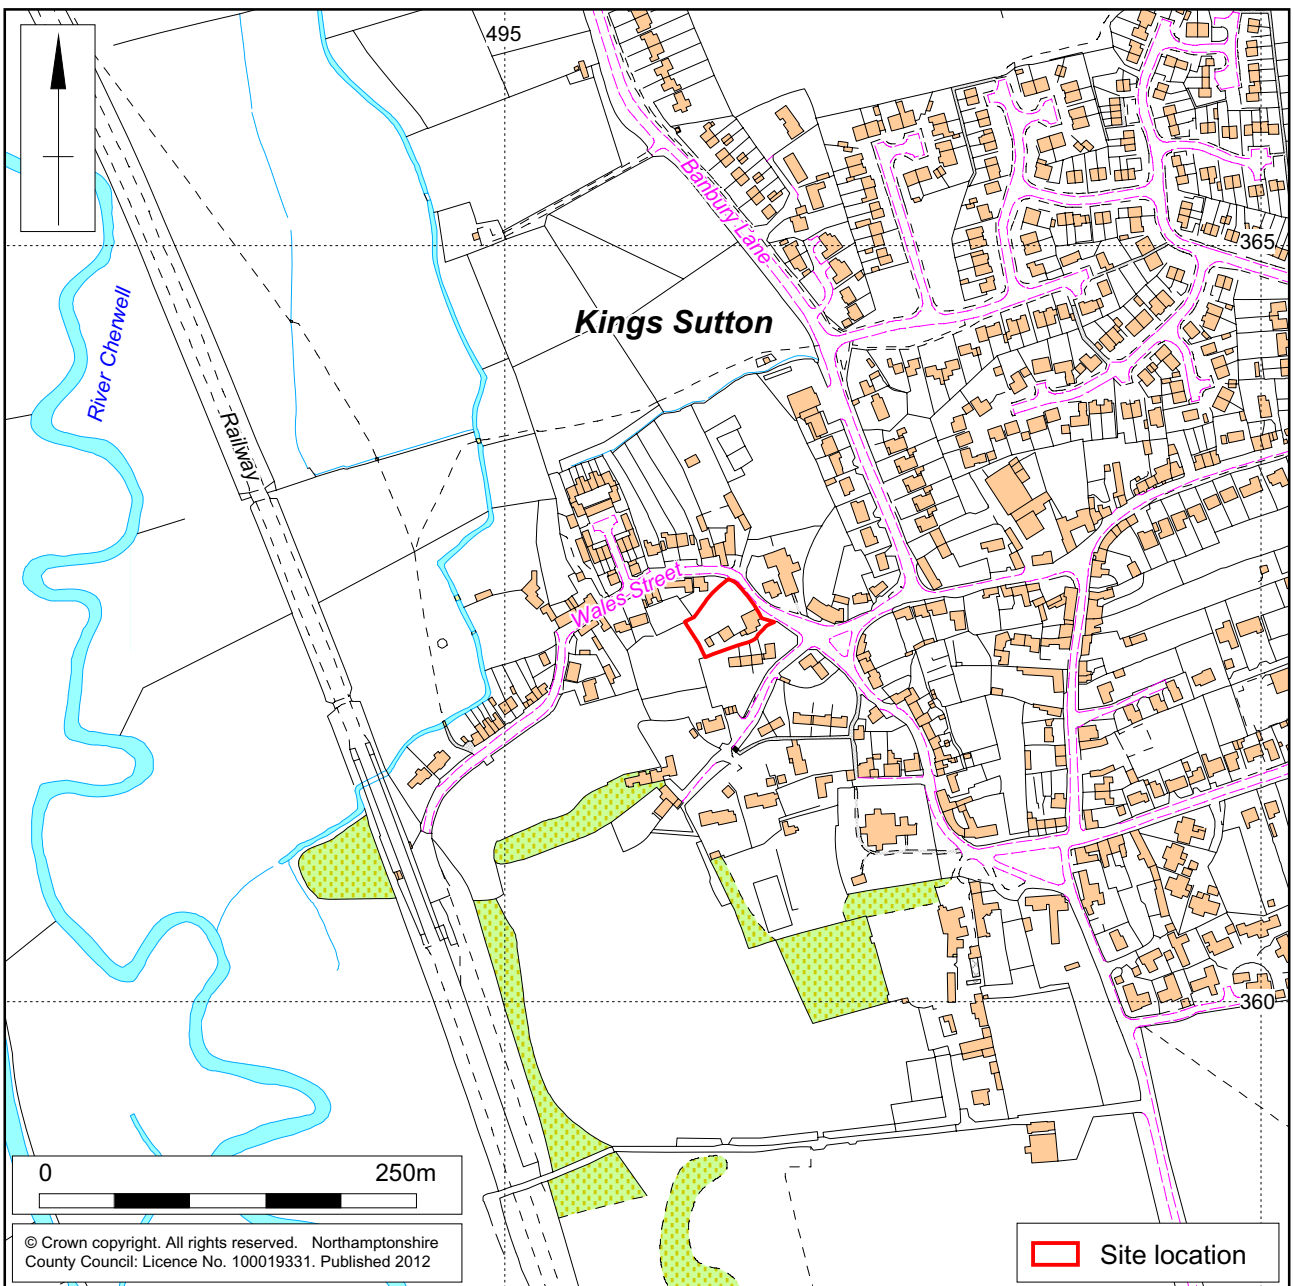 495
Banbury Lane
365
Kings Sutton
River Cherwell
Railway
Wales Street
360
0 250m
© Crown copyright. All rights reserved. Northamptonshire
County Council: Licence No. 100019331. Published 2012
Site location